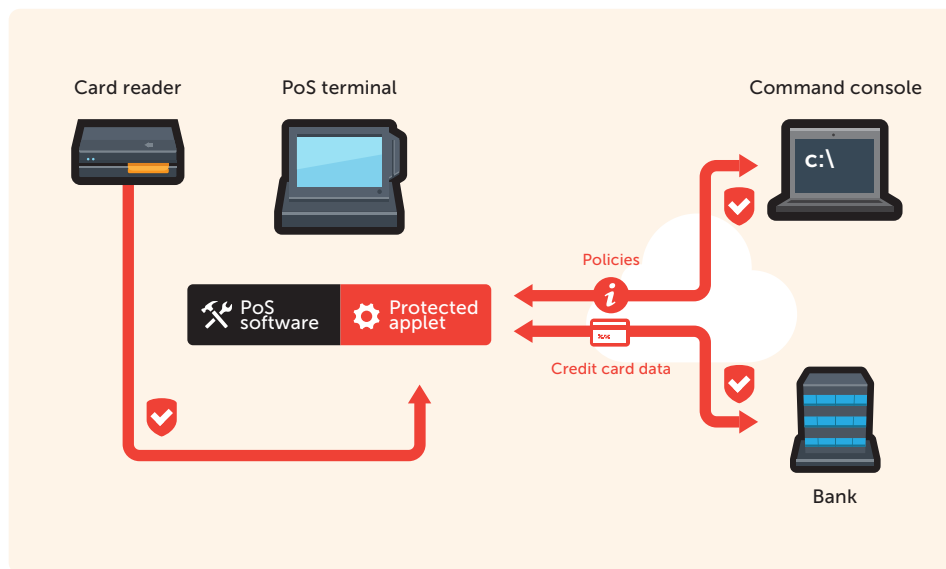 Card reader
PoS terminal
Command console
c:\
Policies
i
PoS
software
Protected
applet
Credit card data
Bank